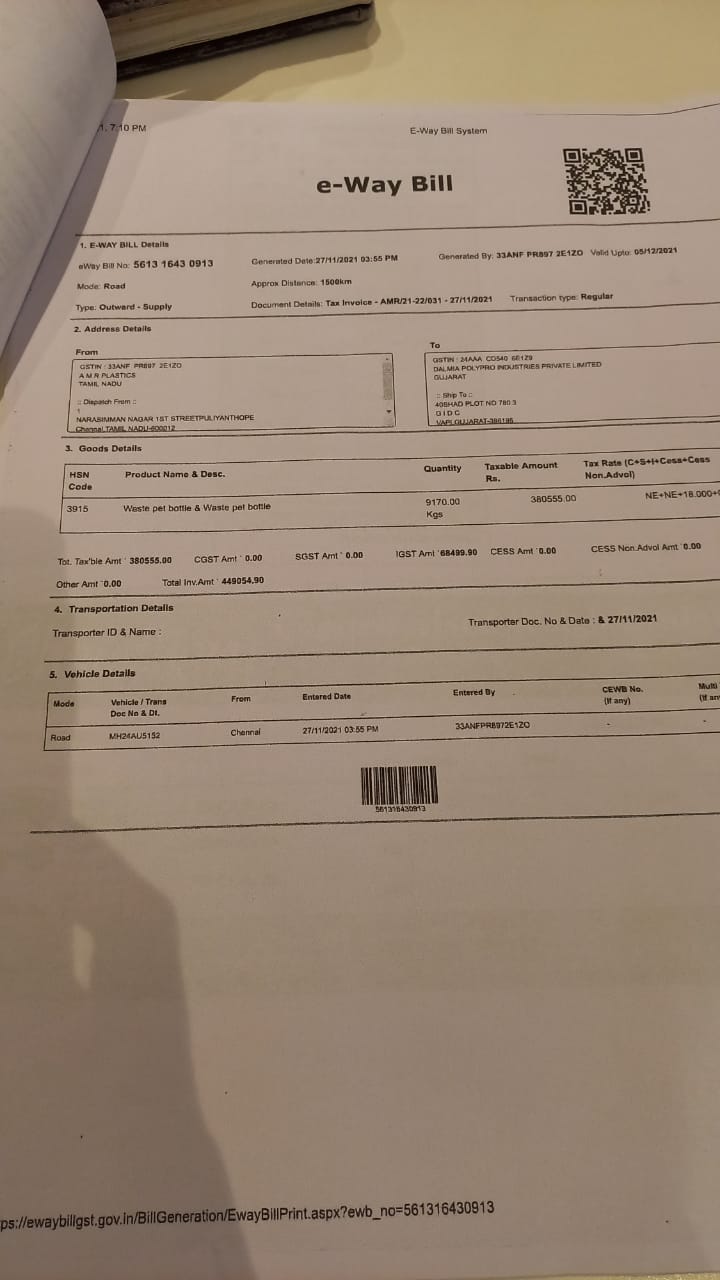 1, 7:10 PM E-Way Bill System
e-Way Bill
1. E-WAY BILL Details
eWay Bill No: 5613 1643 0913 Generated Date:27/11/2021 03:55 PM Generated By: 33ANF PR897 2E1ZO Valid Upto: 05/12/2021
Mode: Road Approx Distance: 1500km
Type: Outward - Supply Document Details: Tax Invoice - AMR/21-22/031 - 27/11/2021 Transaction type: Regular
2. Address Details
From To
GSTIN : 33ANF PR897 2E1ZO
A M R PLASTICS
TAMIL NADU
:: Dispatch From ::
1
NARASIMMAN NAGAR 1ST STREETPULIYANTHOPE
Chennai,TAMIL NADU-600012
GSTIN : 24AAA CD540 6E1Z9
DALMIA POLYPRO INDUSTRIES PRIVATE LIMITED
GUJARAT
:: Ship To ::
40SHAD PLOT NO 780 3
G I D C
VAPI,GUJARAT-396195
3. Goods Details
HSN Code Product Name & Desc. Quantity Taxable Amount Rs. Tax Rate (C+S+I+Cess+Cess Non.Advol)
3915 Waste pet bottle & Waste pet bottle 9170.00 Kgs 380555.00 NE+NE+18.000+
Tot. Tax'ble Amt : 380555.00 CGST Amt : 0.00 SGST Amt : 0.00 IGST Amt : 68499.90 CESS Amt : 0.00 CESS Non.Advol Amt : 0.00
Other Amt : 0.00 Total Inv.Amt : 449054.90
4. Transportation Details
Transporter ID & Name : Transporter Doc. No & Date : & 27/11/2021
5. Vehicle Details
Mode Vehicle / Trans Doc No & Dt. From Entered Date Entered By CEWB No. (If any) Multi
Road MH24AU5152 Chennai 27/11/2021 03:55 PM 33ANFPR8972E1ZO - -
561316430913
ps://ewaybillgst.gov.in/BillGeneration/EwayBillPrint.aspx?ewb_no=561316430913